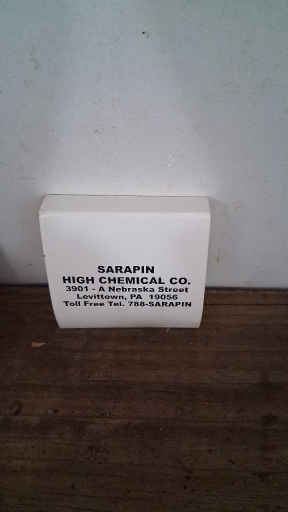 SARAPIN
HIGH CHEMICAL CO.
3901 - A Nebraska Street
Levittown, PA 19056
Toll Free Tel. 788-SARAPIN